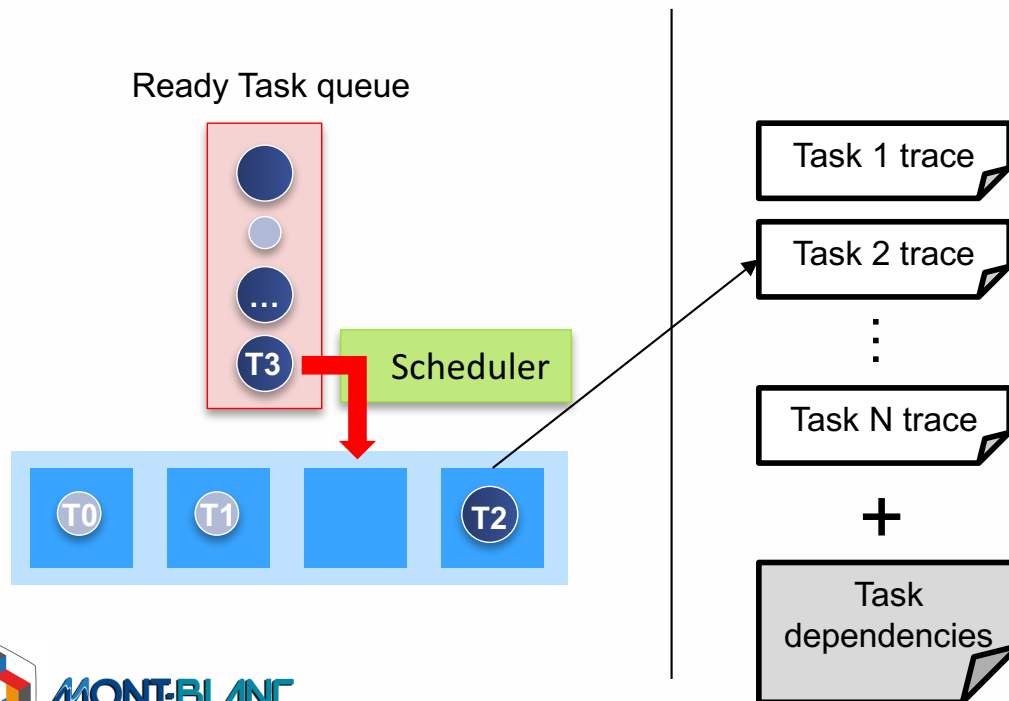 Ready Task queue
...
T3
Scheduler
T0
T1
T2
Task 1 trace
Task 2 trace
⋮
Task N trace
+
Task
dependencies
MONT-BLANC